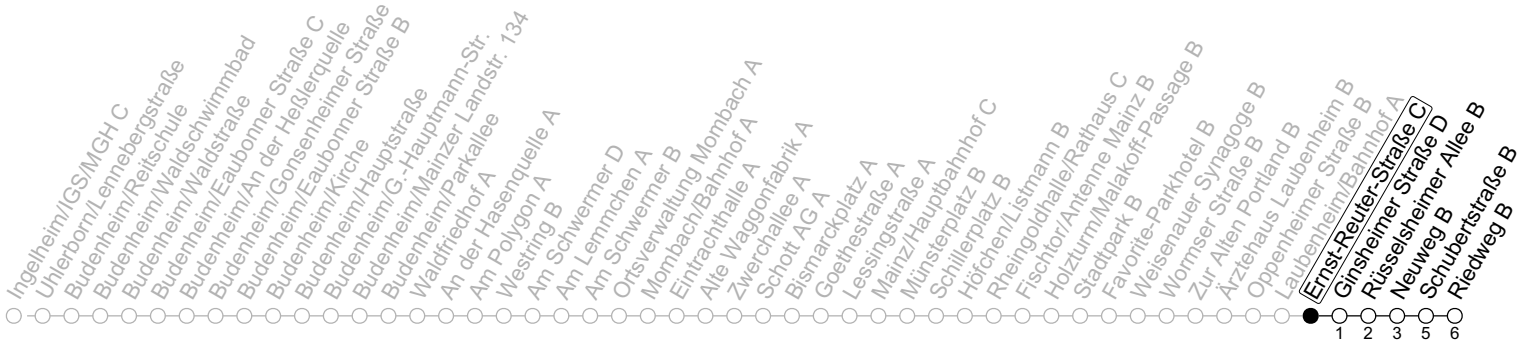 Ingelheim/IGS/MGH C
Uhlerborn/Lennebergstraße
Budenheim/Reitschule
Budenheim/Waldschwimmbad
Budenheim/Waldstraße
Budenheim/Eaubonner Straße C
Budenheim/An der Heßlerquelle
Budenheim/Gonsenheimer Straße
Budenheim/Eaubonner Straße B
Budenheim/Kirche
Budenheim/Hauptstraße
Budenheim/G.-Hauptmann-Str.
Budenheim/Mainzer Landstr. 134
Budenheim/Parkallee
Waldfriedhof A
An der Hasenquelle A
Am Polygon A
Westring B
Am Schwermer D
Am Lemmchen A
Am Schwermer B
Ortsverwaltung Mombach A
Mombach/Bahnhof A
Eintrachthalle A
Alte Waggonfabrik A
Zwerchallee A
Schott AG A
Bismarckplatz A
Goethestraße A
Lessingstraße A
Mainz/Hauptbahnhof C
Münsterplatz B
Schillerplatz B
Höfchen/Listmann B
Rheingoldhalle/Rathaus C
Fischtor/Antenne Mainz B
Holzturm/Malakoff-Passage B
Stadtpark B
Favorite-Parkhotel B
Weisenauer Synagoge B
Wormser Straße B
Zur Alten Portland B
Ärztehaus Laubenheim B
Oppenheimer Straße B
Laubenheim/Bahnhof A
Ernst-Reuter-Straße C
Ginsheimer Straße D
Rüsselsheimer Allee B
Neuweg B
Schubertstraße B
Riedweg B
1 2 3 5 6